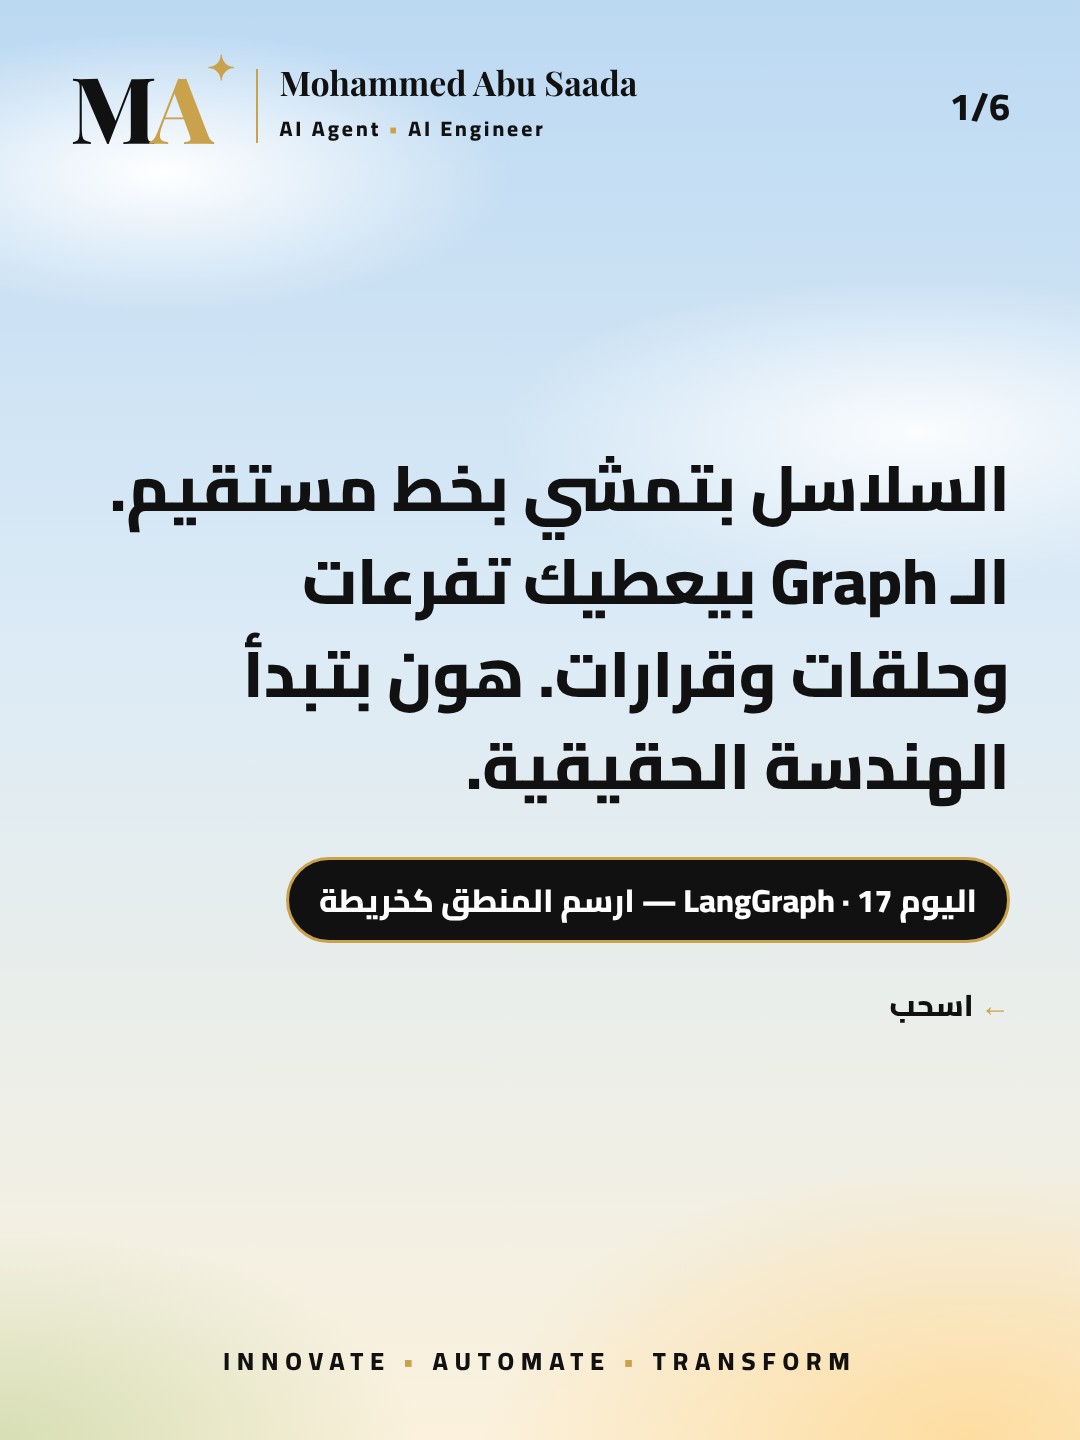 MA
Mohammed Abu Saada
AI Agent ▪ AI Engineer
1/6
السلاسل بتمشي بخط مستقيم.
الـ Graph بيعطيك تفرعات
وحلقات وقرارات. هون بتبدأ
الهندسة الحقيقية.
اليوم 17 · LangGraph — ارسم المنطق كخريطة
← اسحب
INNOVATE ▪ AUTOMATE ▪ TRANSFORM